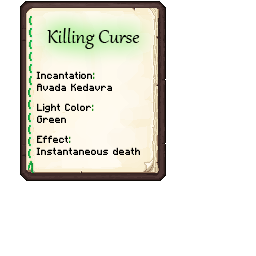 Killing Curse
Incantation:
Avada Kedavra
Light Color:
Green
Effect:
Instantaneous death